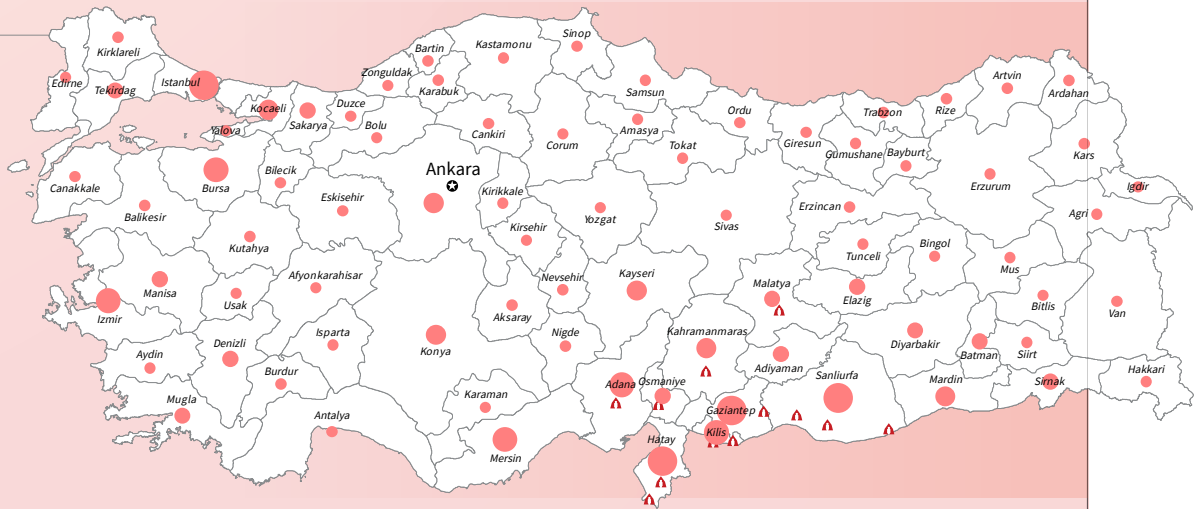 Sinop
Kastamonu
Bartin
Kirklareli
Zonguldak
Artvin
Edirne
Tekirdag
Istanbul
Karabuk
Samsun
Ardahan
Kocaeli
Duzce
Ordu
Trabzon
Rize
Yalova
Sakarya
Bolu
Cankiri
Amasya
Corum
Tokat
Giresun
Gumushane
Bayburt
Kars
Ankara
Bilecik
Canakkale
Bursa
Kirikkale
Erzurum
Igdir
Eskisehir
Balikesir
Yozgat
Erzincan
Agri
Sivas
Kirsehir
Kutahya
Bingol
Tunceli
Mus
Afyonkarahisar
Nevsehir
Kayseri
Malatya
Manisa
Usak
Elazig
Bitlis
Van
Izmir
Aksaray
Isparta
Nigde
Kahramanmaras
Denizli
Konya
Diyarbakir
Aydin
Batman
Siirt
Adiyaman
Burdur
Sanliurfa
Hakkari
Mardin
Sirnak
Adana
Osmaniye
Mugla
Karaman
Antalya
Gaziantep
Kilis
Hatay
Mersin